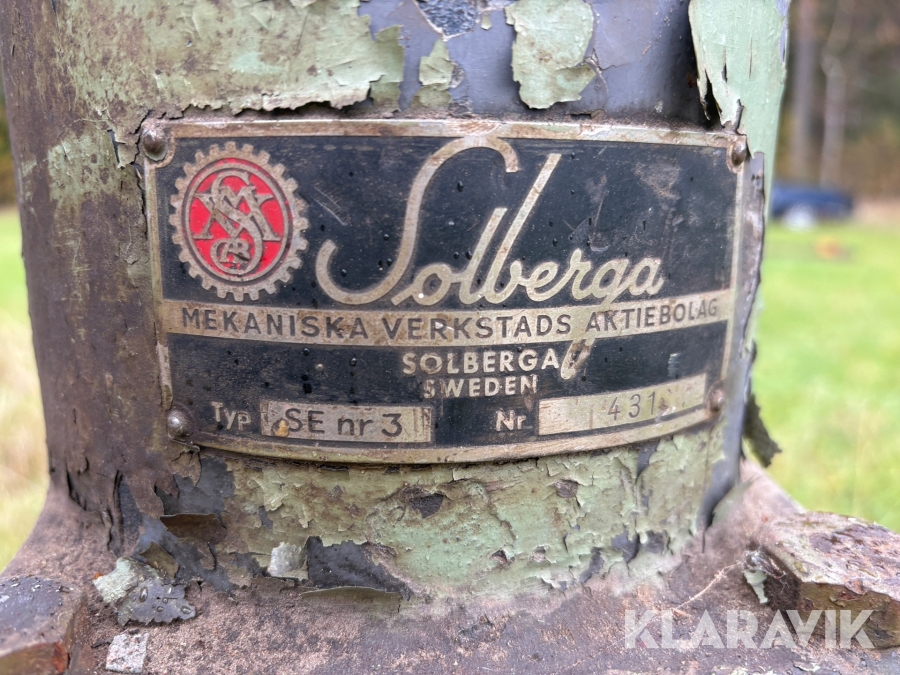 Solberga
MEKANISKA VERKSTADS AKTIEBOLAG
SOLBERGA
SWEDEN
Typ SE nr 3 Nr 431
KLARAVIK